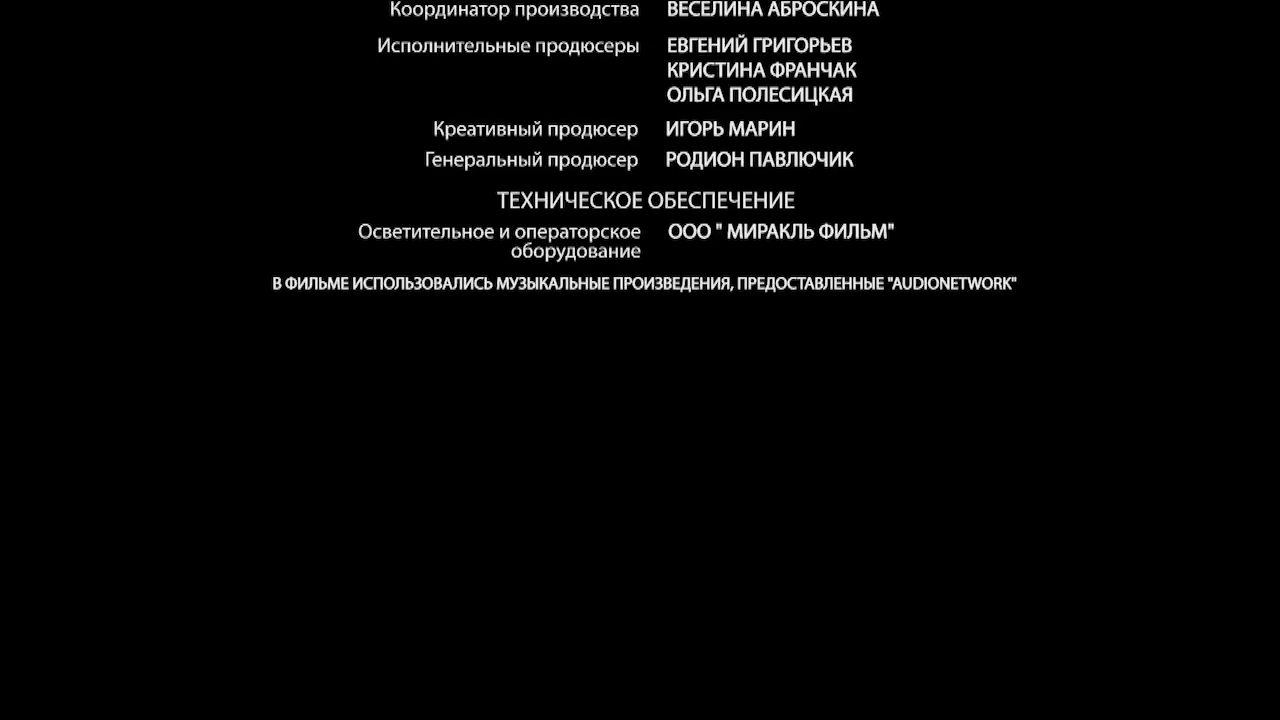 Координатор производства ВЕСЕЛИНА АБРОСКИНА
Исполнительные продюсеры ЕВГЕНИЙ ГРИГОРЬЕВ
КРИСТИНА ФРАНЧАК
ОЛЬГА ПОЛЕСИЦКАЯ
Креативный продюсер ИГОРЬ МАРИН
Генеральный продюсер РОДИОН ПАВЛЮЧИК
ТЕХНИЧЕСКОЕ ОБЕСПЕЧЕНИЕ
Осветительное и операторское ООО " МИРАКЛЬ ФИЛЬМ"
оборудование
В ФИЛЬМЕ ИСПОЛЬЗОВАЛИСЬ МУЗЫКАЛЬНЫЕ ПРОИЗВЕДЕНИЯ, ПРЕДОСТАВЛЕННЫЕ "AUDIONETWORK"